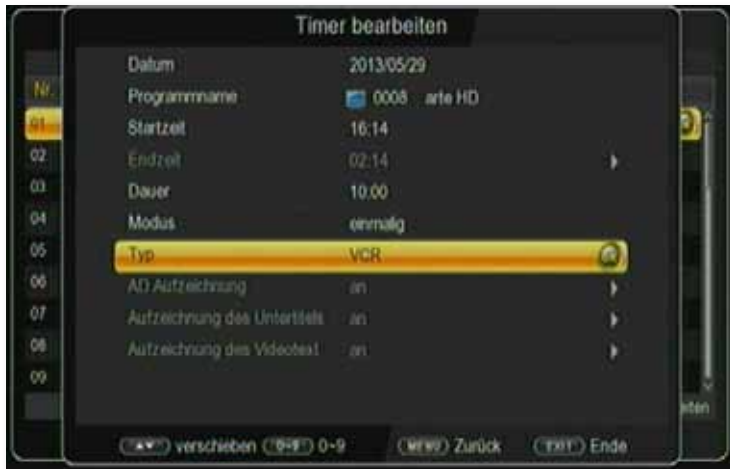 Timer bearbeiten
Datum 2013/05/29
Nr.
Programmname 0008 arte HD
01 Startzeit 16:14
02 Endzeit 02:14
03 Dauer 10:00
04 Modus einmalig
05 Typ VCR
06 AD Aufzeichnung an
07 Aufzeichnung des Untertitels an
08 Aufzeichnung des Videotext an
09
▲▼ verschieben 0~9 0~9 MENU Zurück EXIT Ende